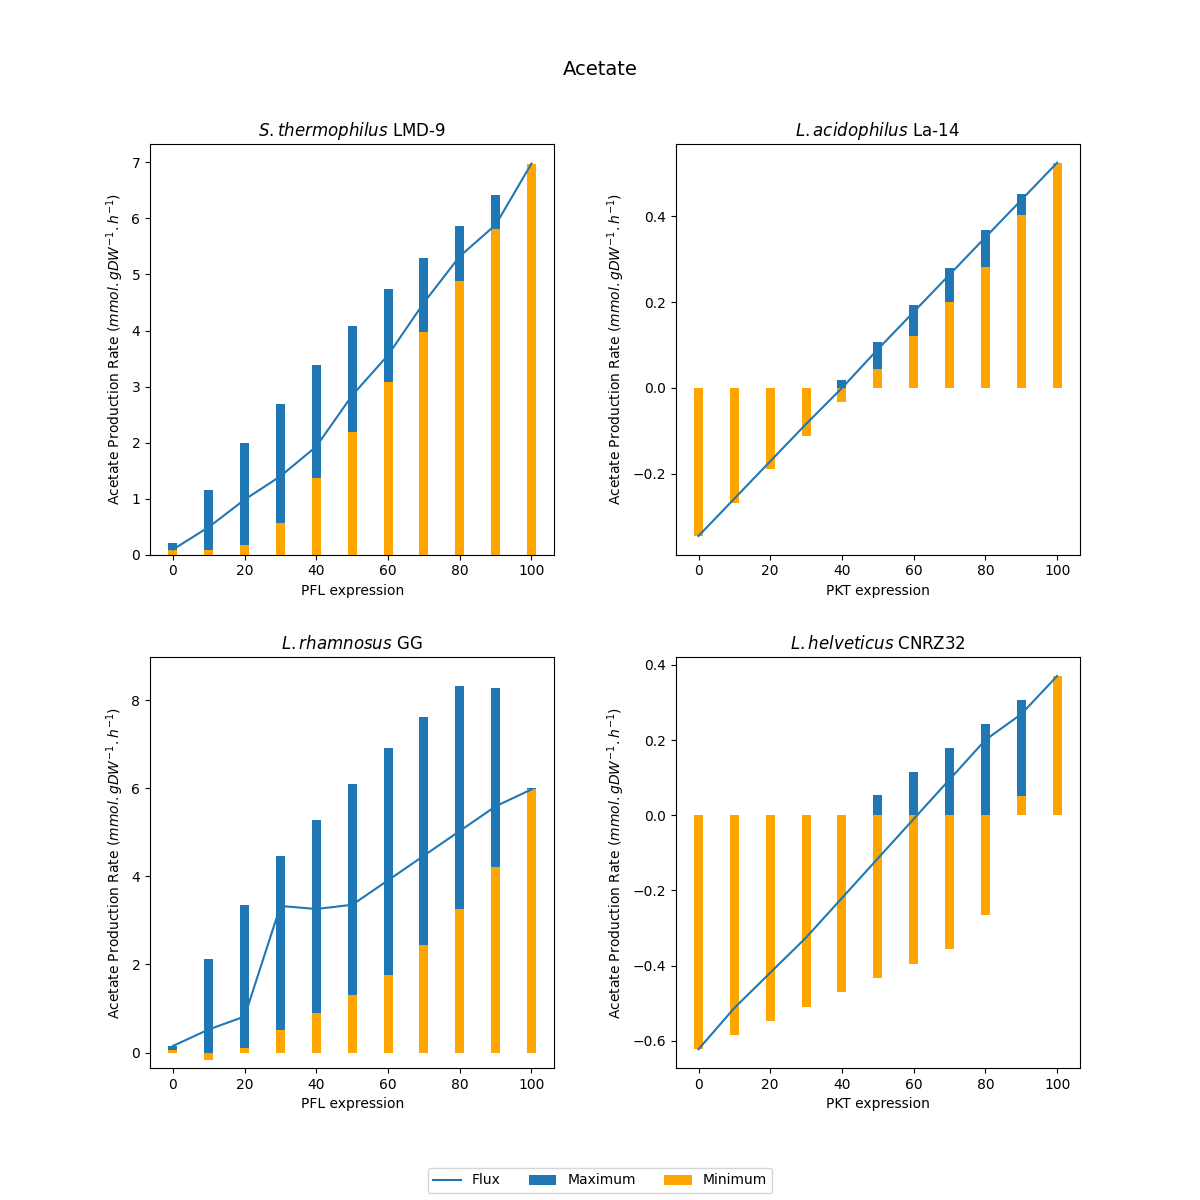 Acetate
S.thermophilus LMD-9
Acetate Production Rate (mmol.gDW⁻¹.h⁻¹)
7
6
5
4
3
2
1
0
0 20 40 60 80 100
PFL expression
L.acidophilus La-14
Acetate Production Rate (mmol.gDW⁻¹.h⁻¹)
0.4
0.2
0.0
−0.2
0 20 40 60 80 100
PKT expression
L.rhamnosus GG
Acetate Production Rate (mmol.gDW⁻¹.h⁻¹)
8
6
4
2
0
0 20 40 60 80 100
PFL expression
L.helveticus CNRZ32
Acetate Production Rate (mmol.gDW⁻¹.h⁻¹)
0.4
0.2
0.0
−0.2
−0.4
−0.6
0 20 40 60 80 100
PKT expression
Flux Maximum Minimum